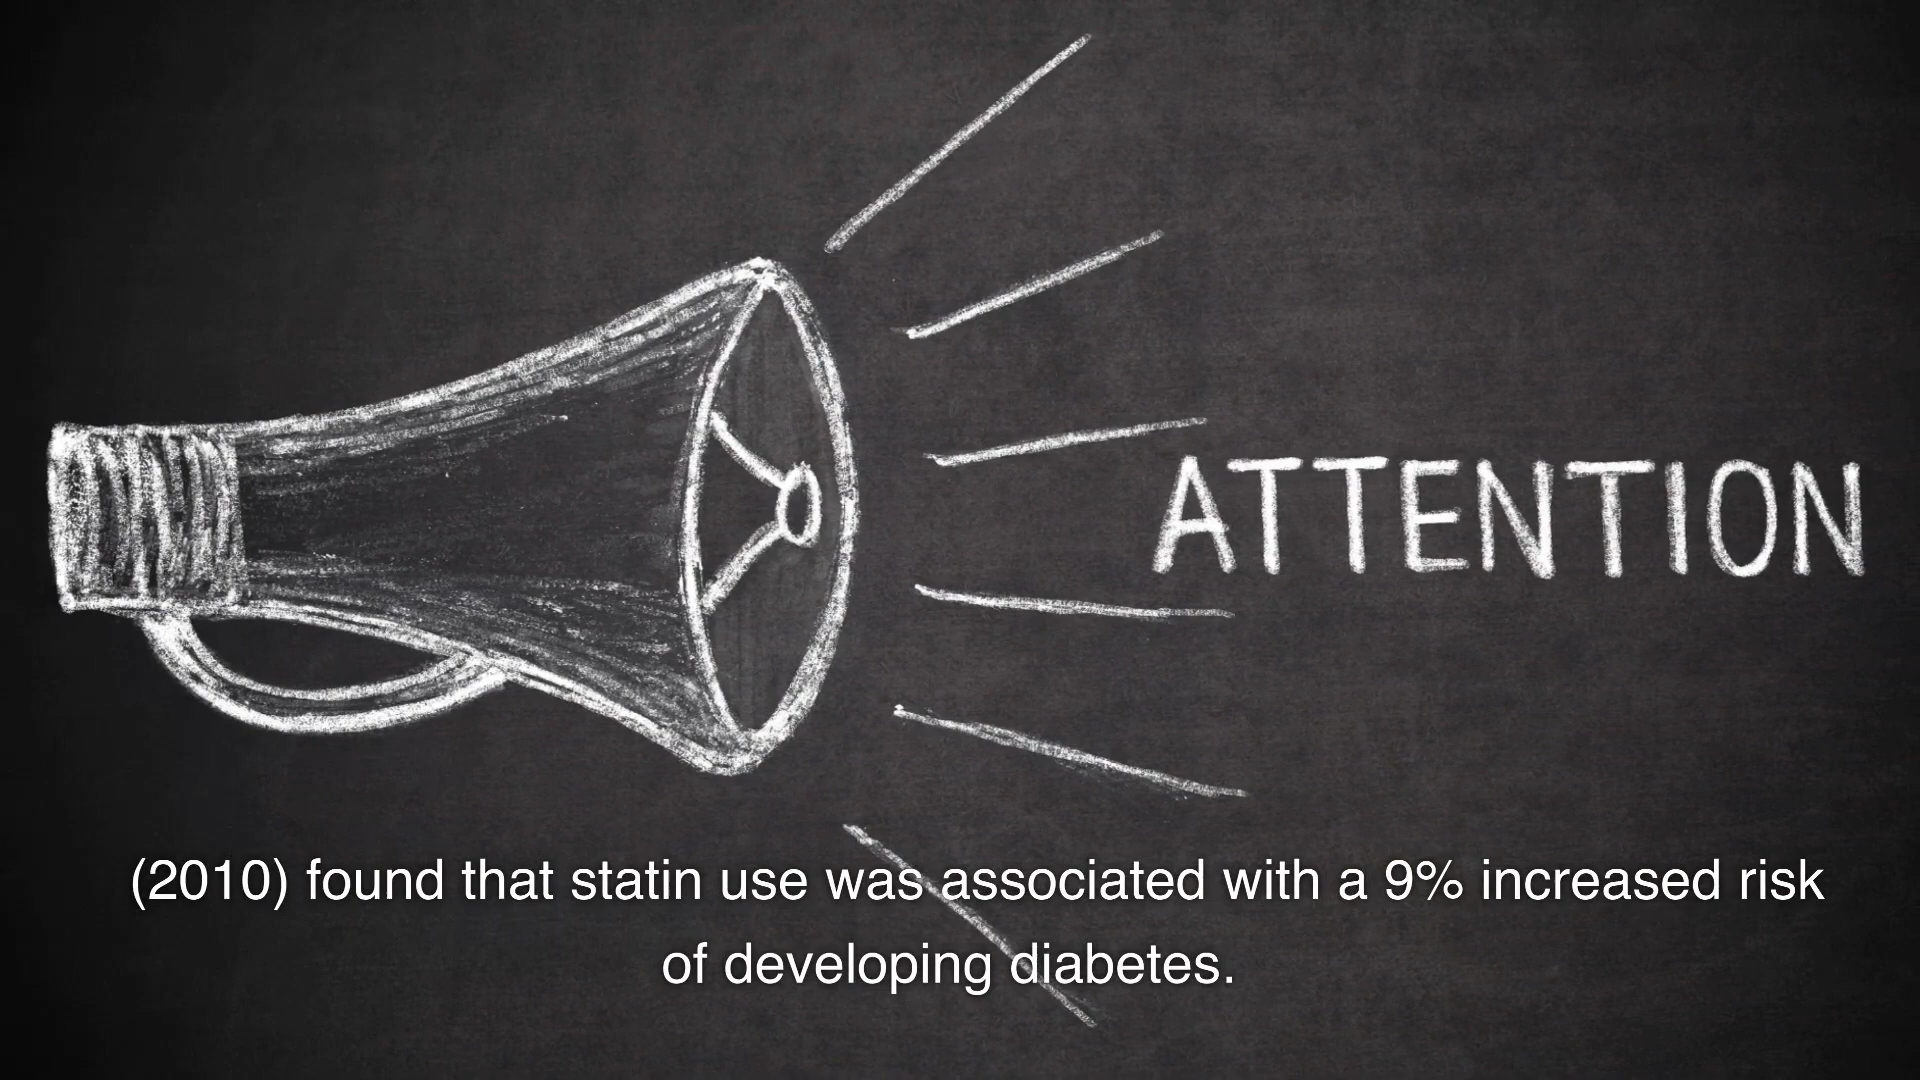 ATTENTION
(2010) found that statin use was associated with a 9% increased risk
of developing diabetes.